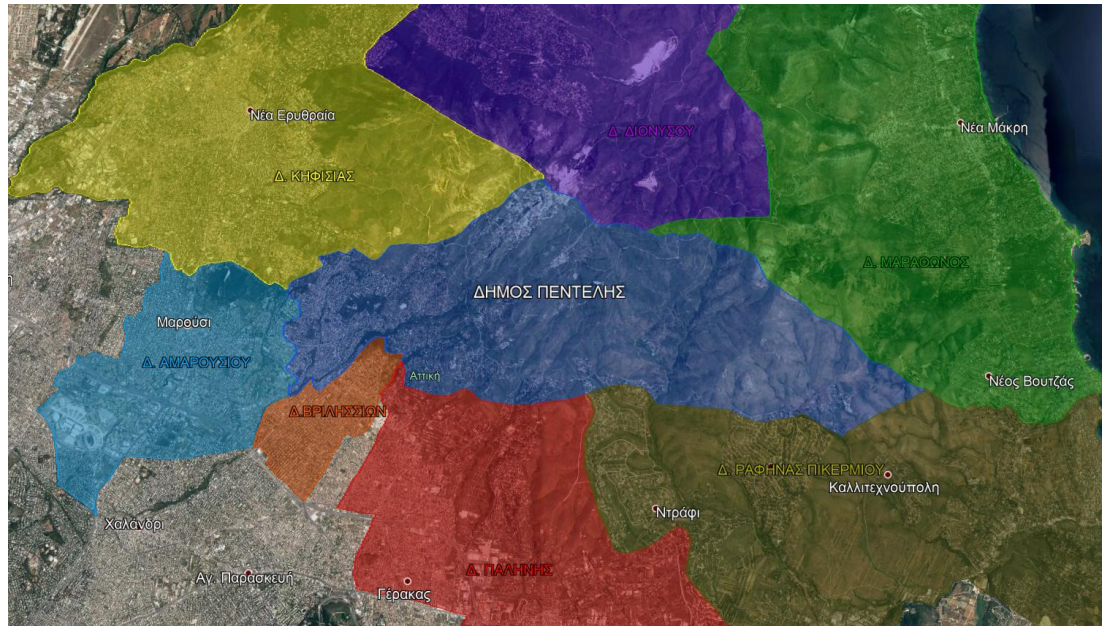 Νέα Ερυθραία
Δ. ΔΙΟΝΥΣΟΥ
Νέα Μάκρη
Δ. ΚΗΦΙΣΙΑΣ
Δ. ΜΑΡΑΘΩΝΟΣ
ΔΗΜΟΣ ΠΕΝΤΕΛΗΣ
Μαρούσι
Δ. ΑΜΑΡΟΥΣΙΟΥ
Αττική
Νέος Βουτζάς
Δ.ΒΡΙΛΗΣΣΙΩΝ
Δ. ΡΑΦΗΝΑΣ ΠΙΚΕΡΜΙΟΥ
Καλλιτεχνούπολη
Ντράφι
Χαλάνδρι
Δ. ΠΑΛΗΝΗΣ
Αγ. Παρασκευή
Γέρακας